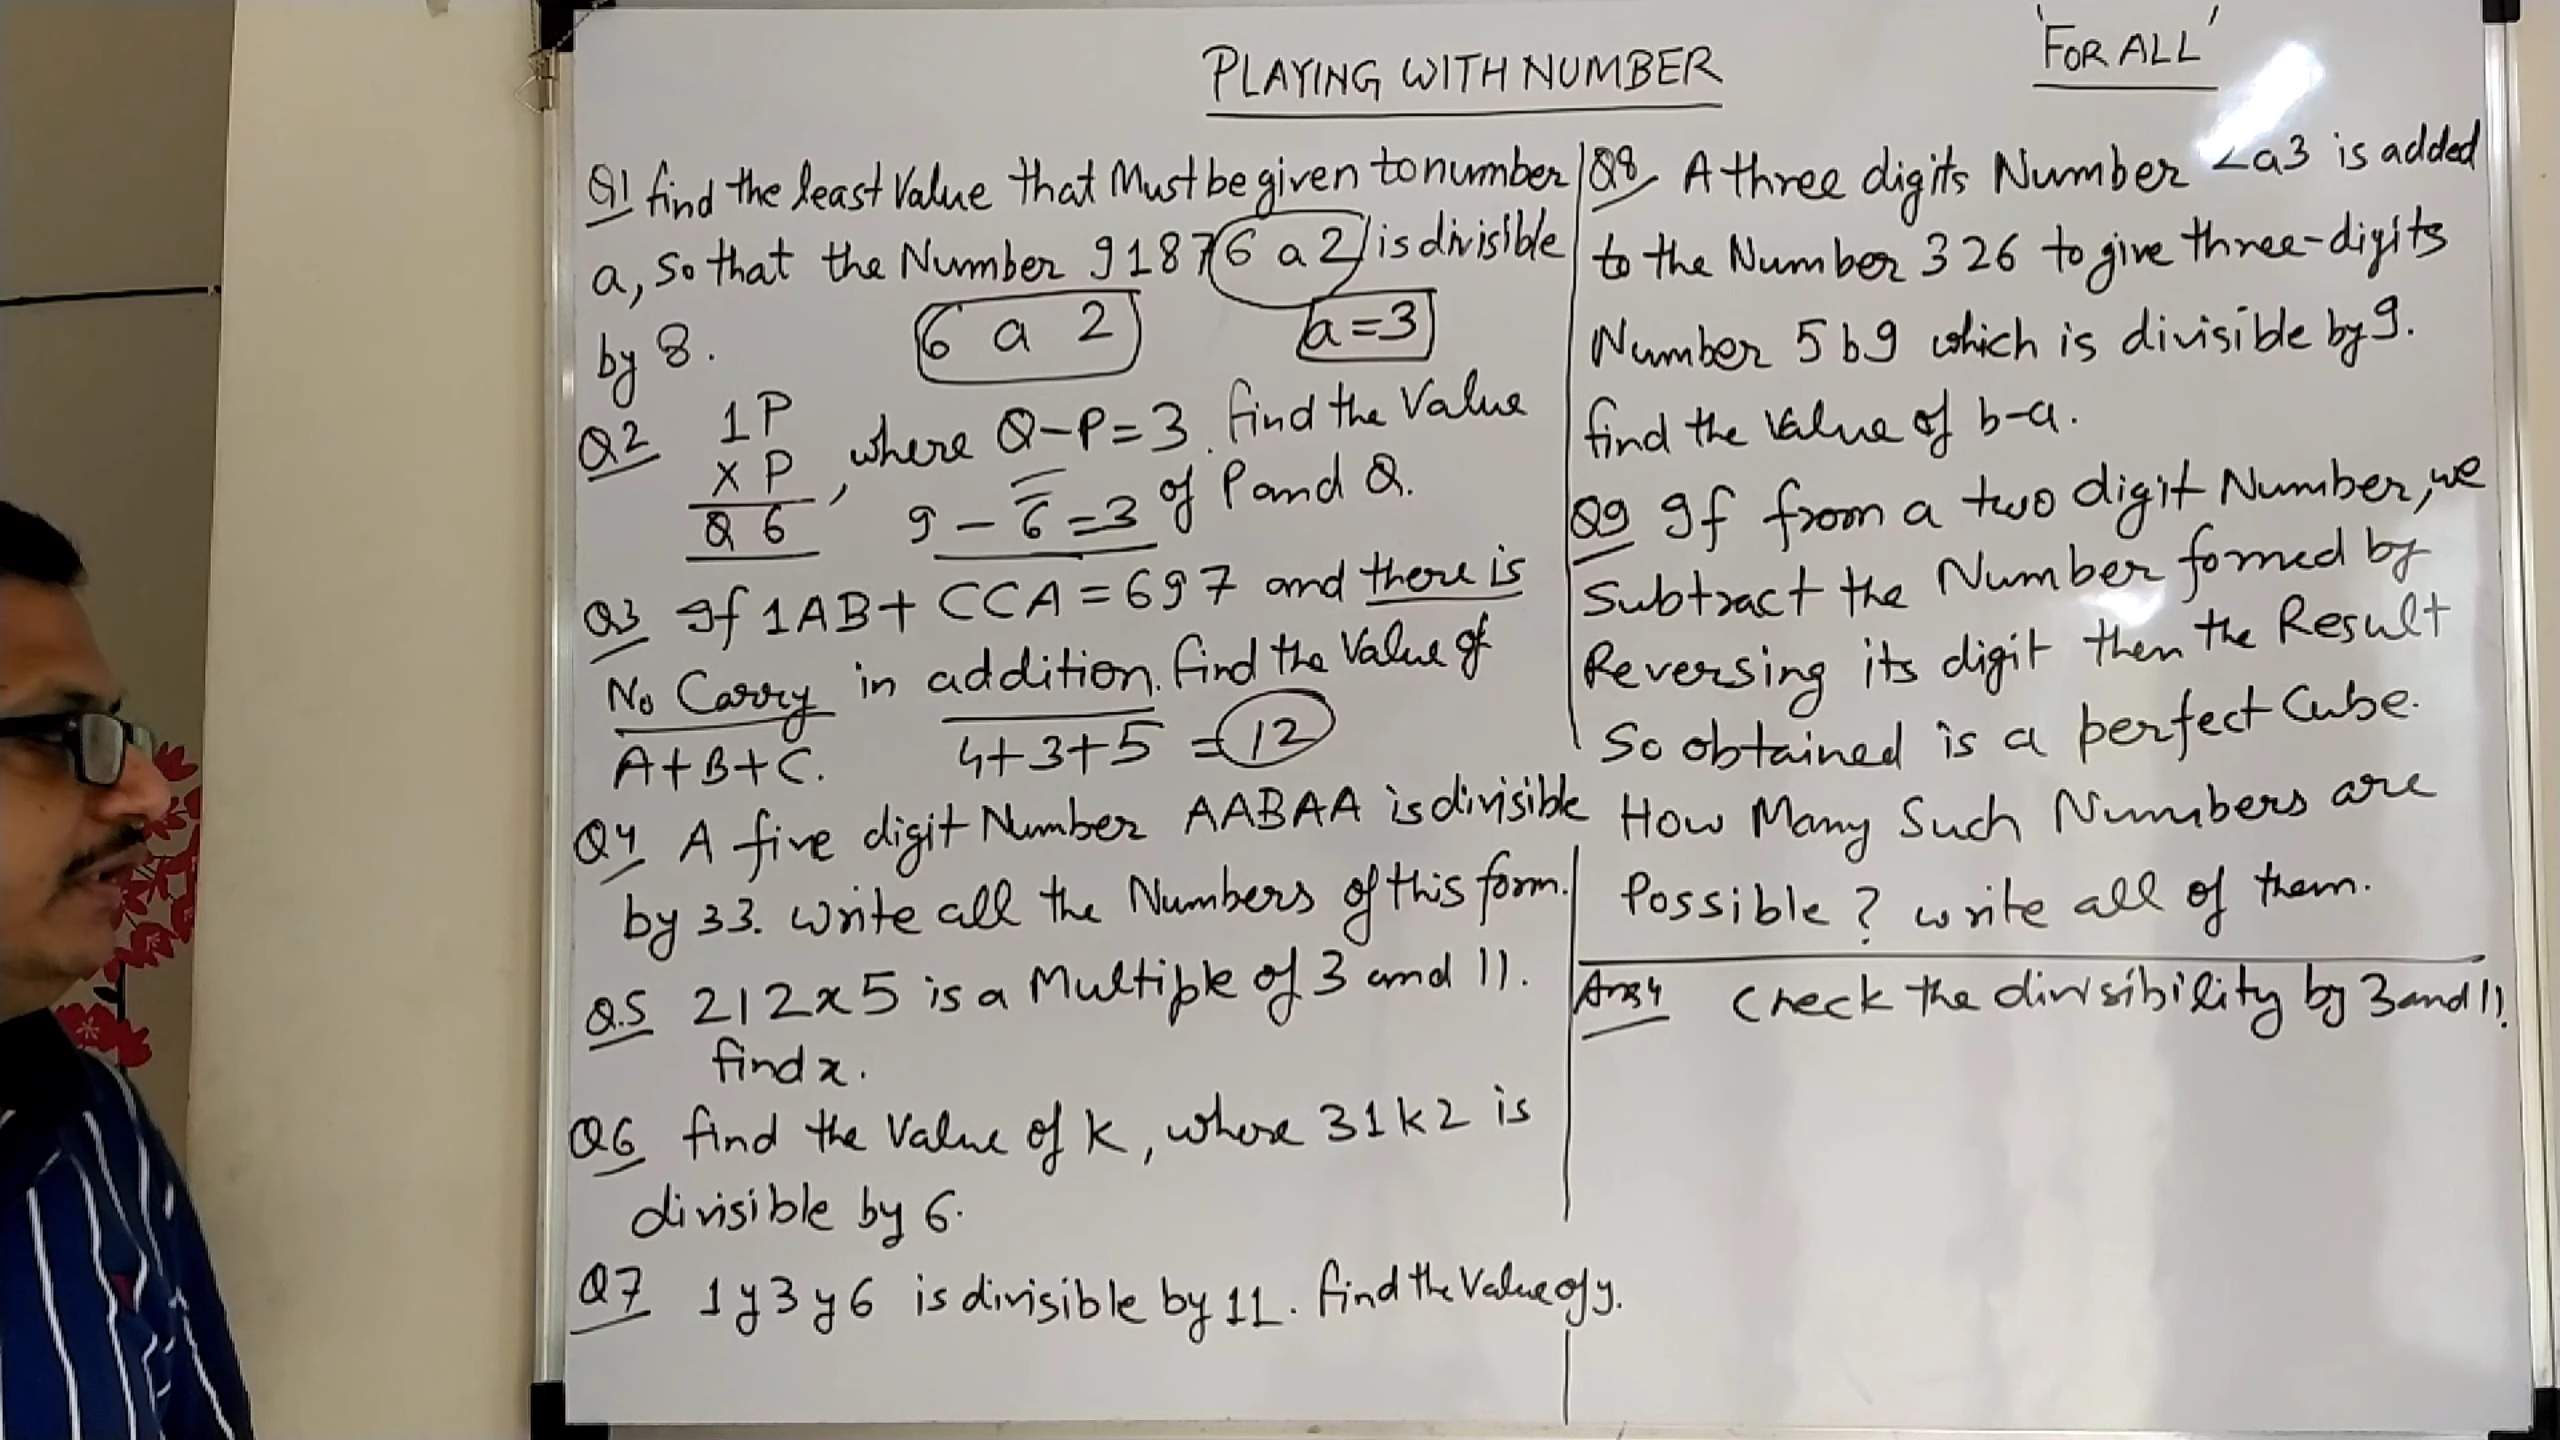 PLAYING WITH NUMBER
'FOR ALL'
Q1 find the least Value that Must be given to number
a, so that the Number 91876a2 is divisible
by 8.
6 a 2
a=3
Q2 1P
x P
Q 6
, where Q-P=3. find the Value
of P and Q.
9 - 6 = 3
Q3 If 1AB + CCA = 697 and there is
No Carry in addition. find the Value of
A+B+C.
4+3+5 = 12
Q4 A five digit Number AABAA is divisible
by 33. write all the Numbers of this form.
Q.5 212x5 is a Multiple of 3 and 11.
find x.
Q6 find the Value of k, where 31k2 is
divisible by 6.
Q7 1y3y6 is divisible by 11. find the Value of y.
Q8 A three digits Number 2a3 is added
to the Number 326 to give three-digits
Number 5b9 which is divisible by 9.
find the Value of b-a.
Q9 If from a two digit Number, we
Subtract the Number formed by
Reversing its digit then the Result
So obtained is a perfect Cube.
How Many Such Numbers are
Possible? write all of them.
Ans4 Check the divisibility by 3 and 11.